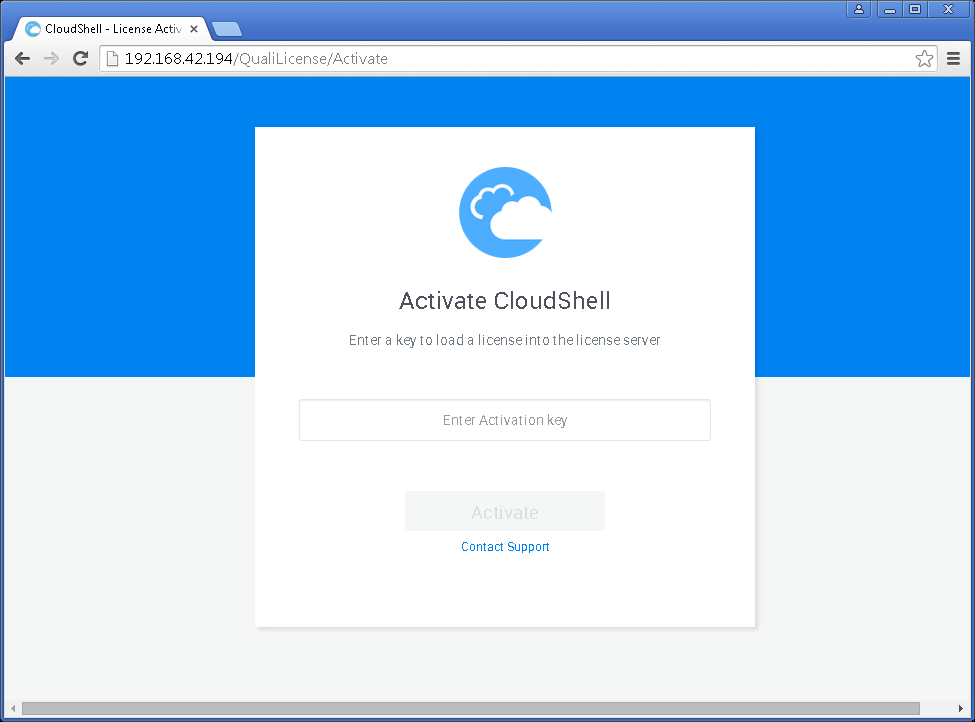 CloudShell - License Activ
192.168.42.194/QualiLicense/Activate
Activate CloudShell
Enter a key to load a license into the license server
Enter Activation key
Activate
Contact Support